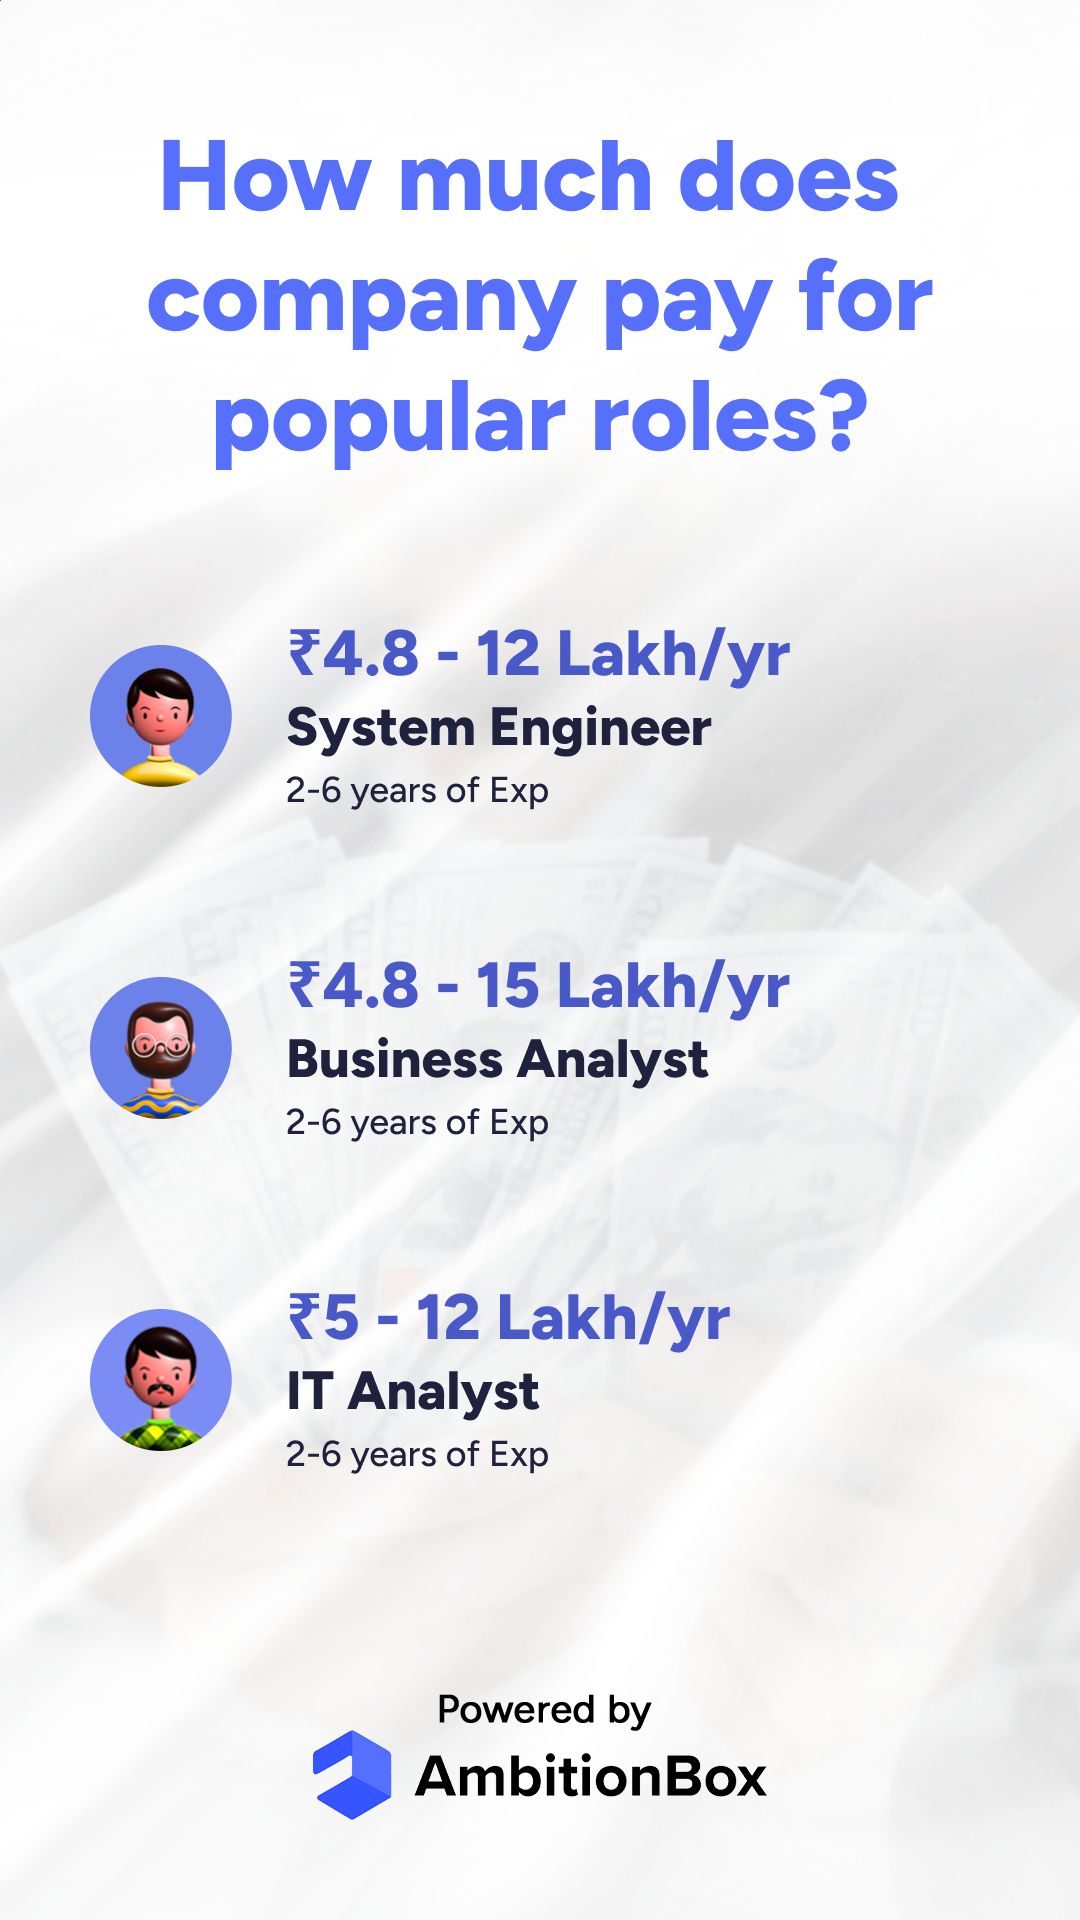 How much does
company pay for
popular roles?
₹4.8 - 12 Lakh/yr
System Engineer
2-6 years of Exp
₹4.8 - 15 Lakh/yr
Business Analyst
2-6 years of Exp
₹5 - 12 Lakh/yr
IT Analyst
2-6 years of Exp
Powered by
AmbitionBox